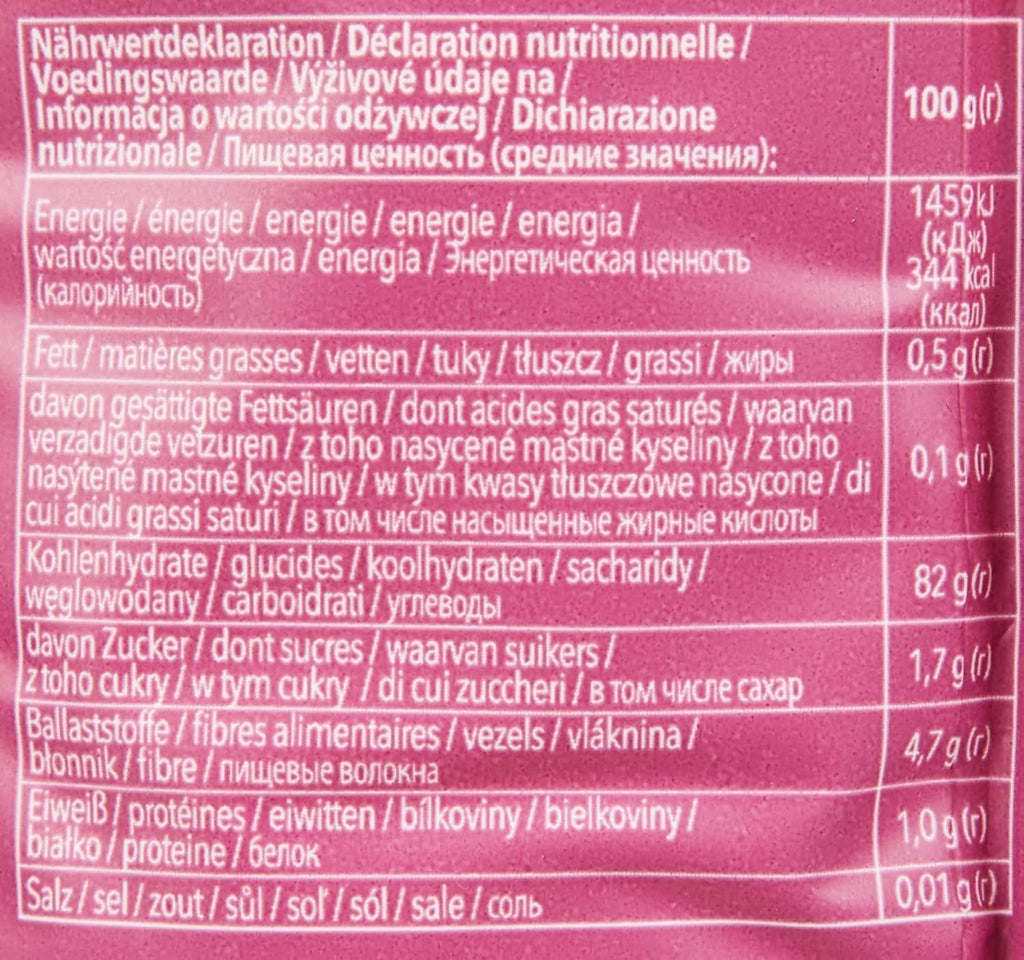 Nährwertdeklaration / Déclaration nutritionnelle /
Voedingswaarde / Výživové údaje na /
Informacja o wartości odżywczej / Dichiarazione
nutrizionale / Пищевая ценность (средние значения):
100 g(г)
Energie / énergie / energie / energie / energia /
wartość energetyczna / energia / Энергетическая ценность
(калорийность)
1459kJ
(кДж)
344 kcal
(ккал)
Fett / matières grasses / vetten / tuky / tłuszcz / grassi / жиры
0,5 g(г)
davon gesättigte Fettsäuren / dont acides gras saturés / waarvan
verzadigde vetzuren / z toho nasycené mastné kyseliny / z toho
nasýtené mastné kyseliny / w tym kwasy tłuszczowe nasycone / di
cui acidi grassi saturi / в том числе насыщенные жирные кислоты
0,1 g(г)
Kohlenhydrate / glucides / koolhydraten / sacharidy /
węglowodany / carboidrati / углеводы
82 g(г)
davon Zucker / dont sucres / waarvan suikers /
z toho cukry / w tym cukry / di cui zuccheri / в том числе сахар
1,7 g(г)
Ballaststoffe / fibres alimentaires / vezels / vláknina /
błonnik / fibre / пищевые волокна
4,7 g(г)
Eiweiß / protéines / eiwitten / bílkoviny / bielkoviny /
białko / proteine / белок
1,0 g(г)
Salz / sel / zout / sůl / soľ / sól / sale / соль
0,01 g(г)